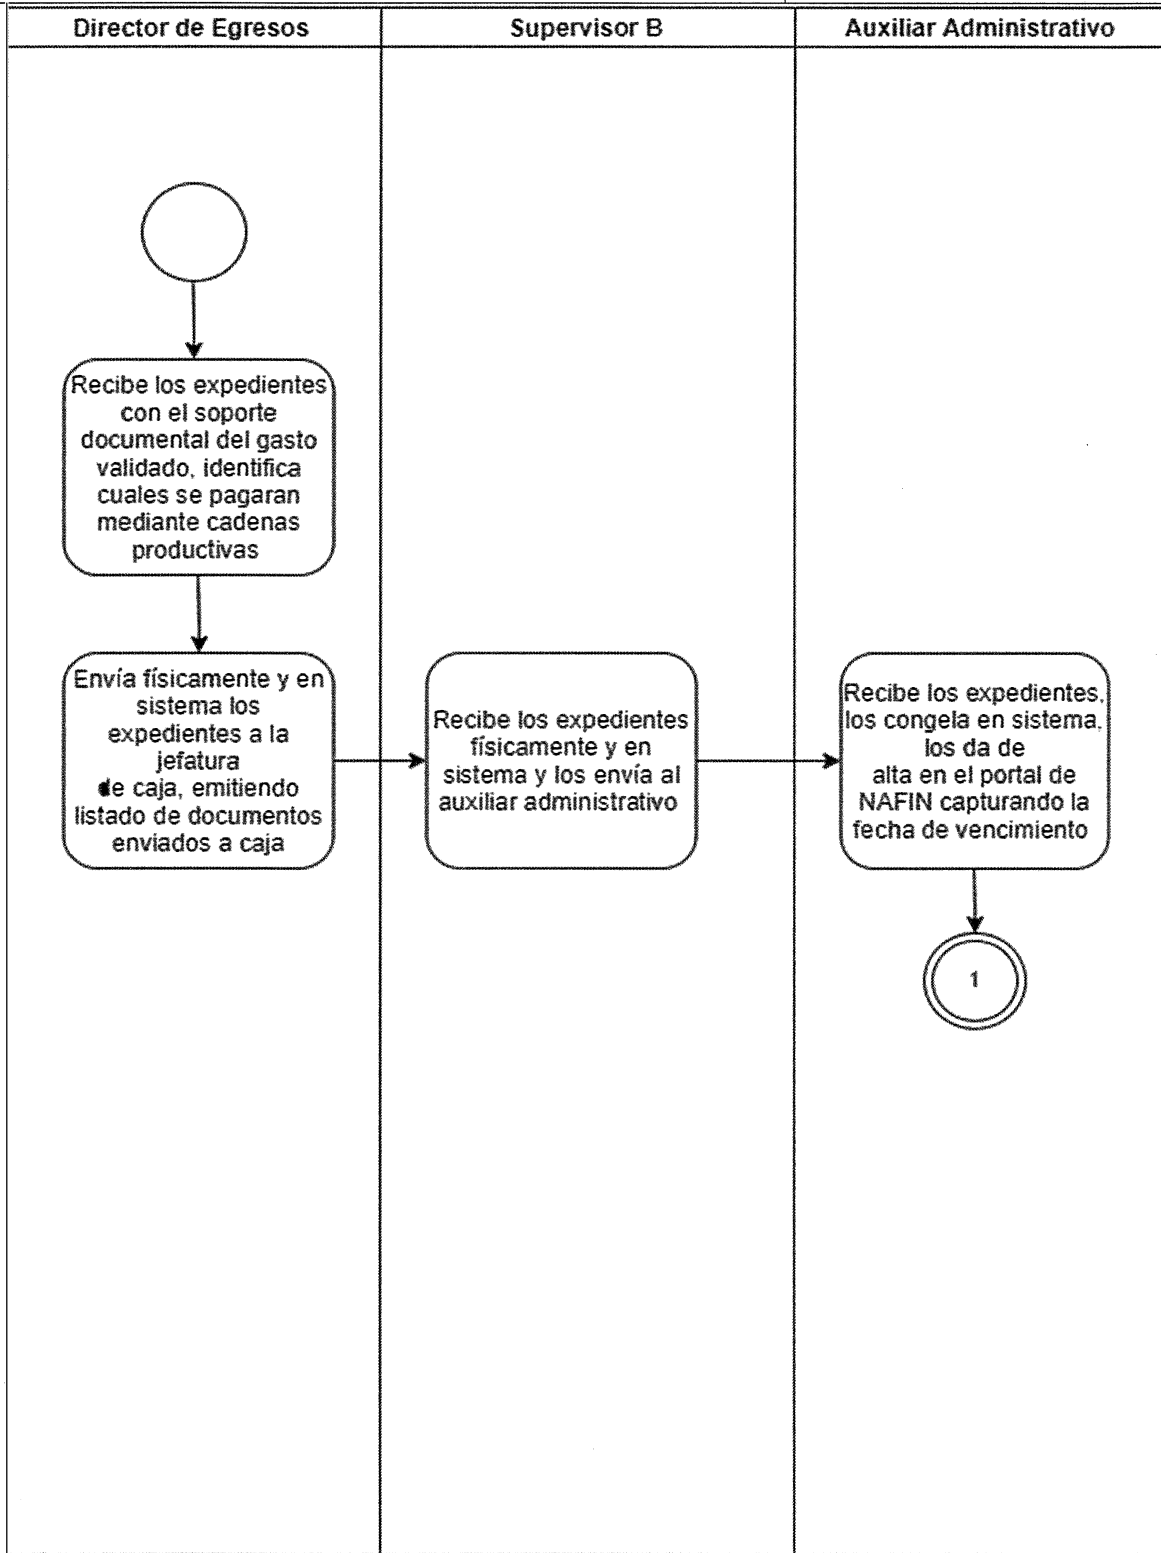 Director de Egresos
Supervisor B
Auxiliar Administrativo
Recibe los expedientes
con el soporte
documental del gasto
validado, identifica
cuales se pagaran
mediante cadenas
productivas
Envía físicamente y en
sistema los
expedientes a la
jefatura
de caja, emitiendo
listado de documentos
enviados a caja
Recibe los expedientes
físicamente y en
sistema y los envía al
auxiliar administrativo
Recibe los expedientes,
los congela en sistema,
los da de
alta en el portal de
NAFIN capturando la
fecha de vencimiento
1